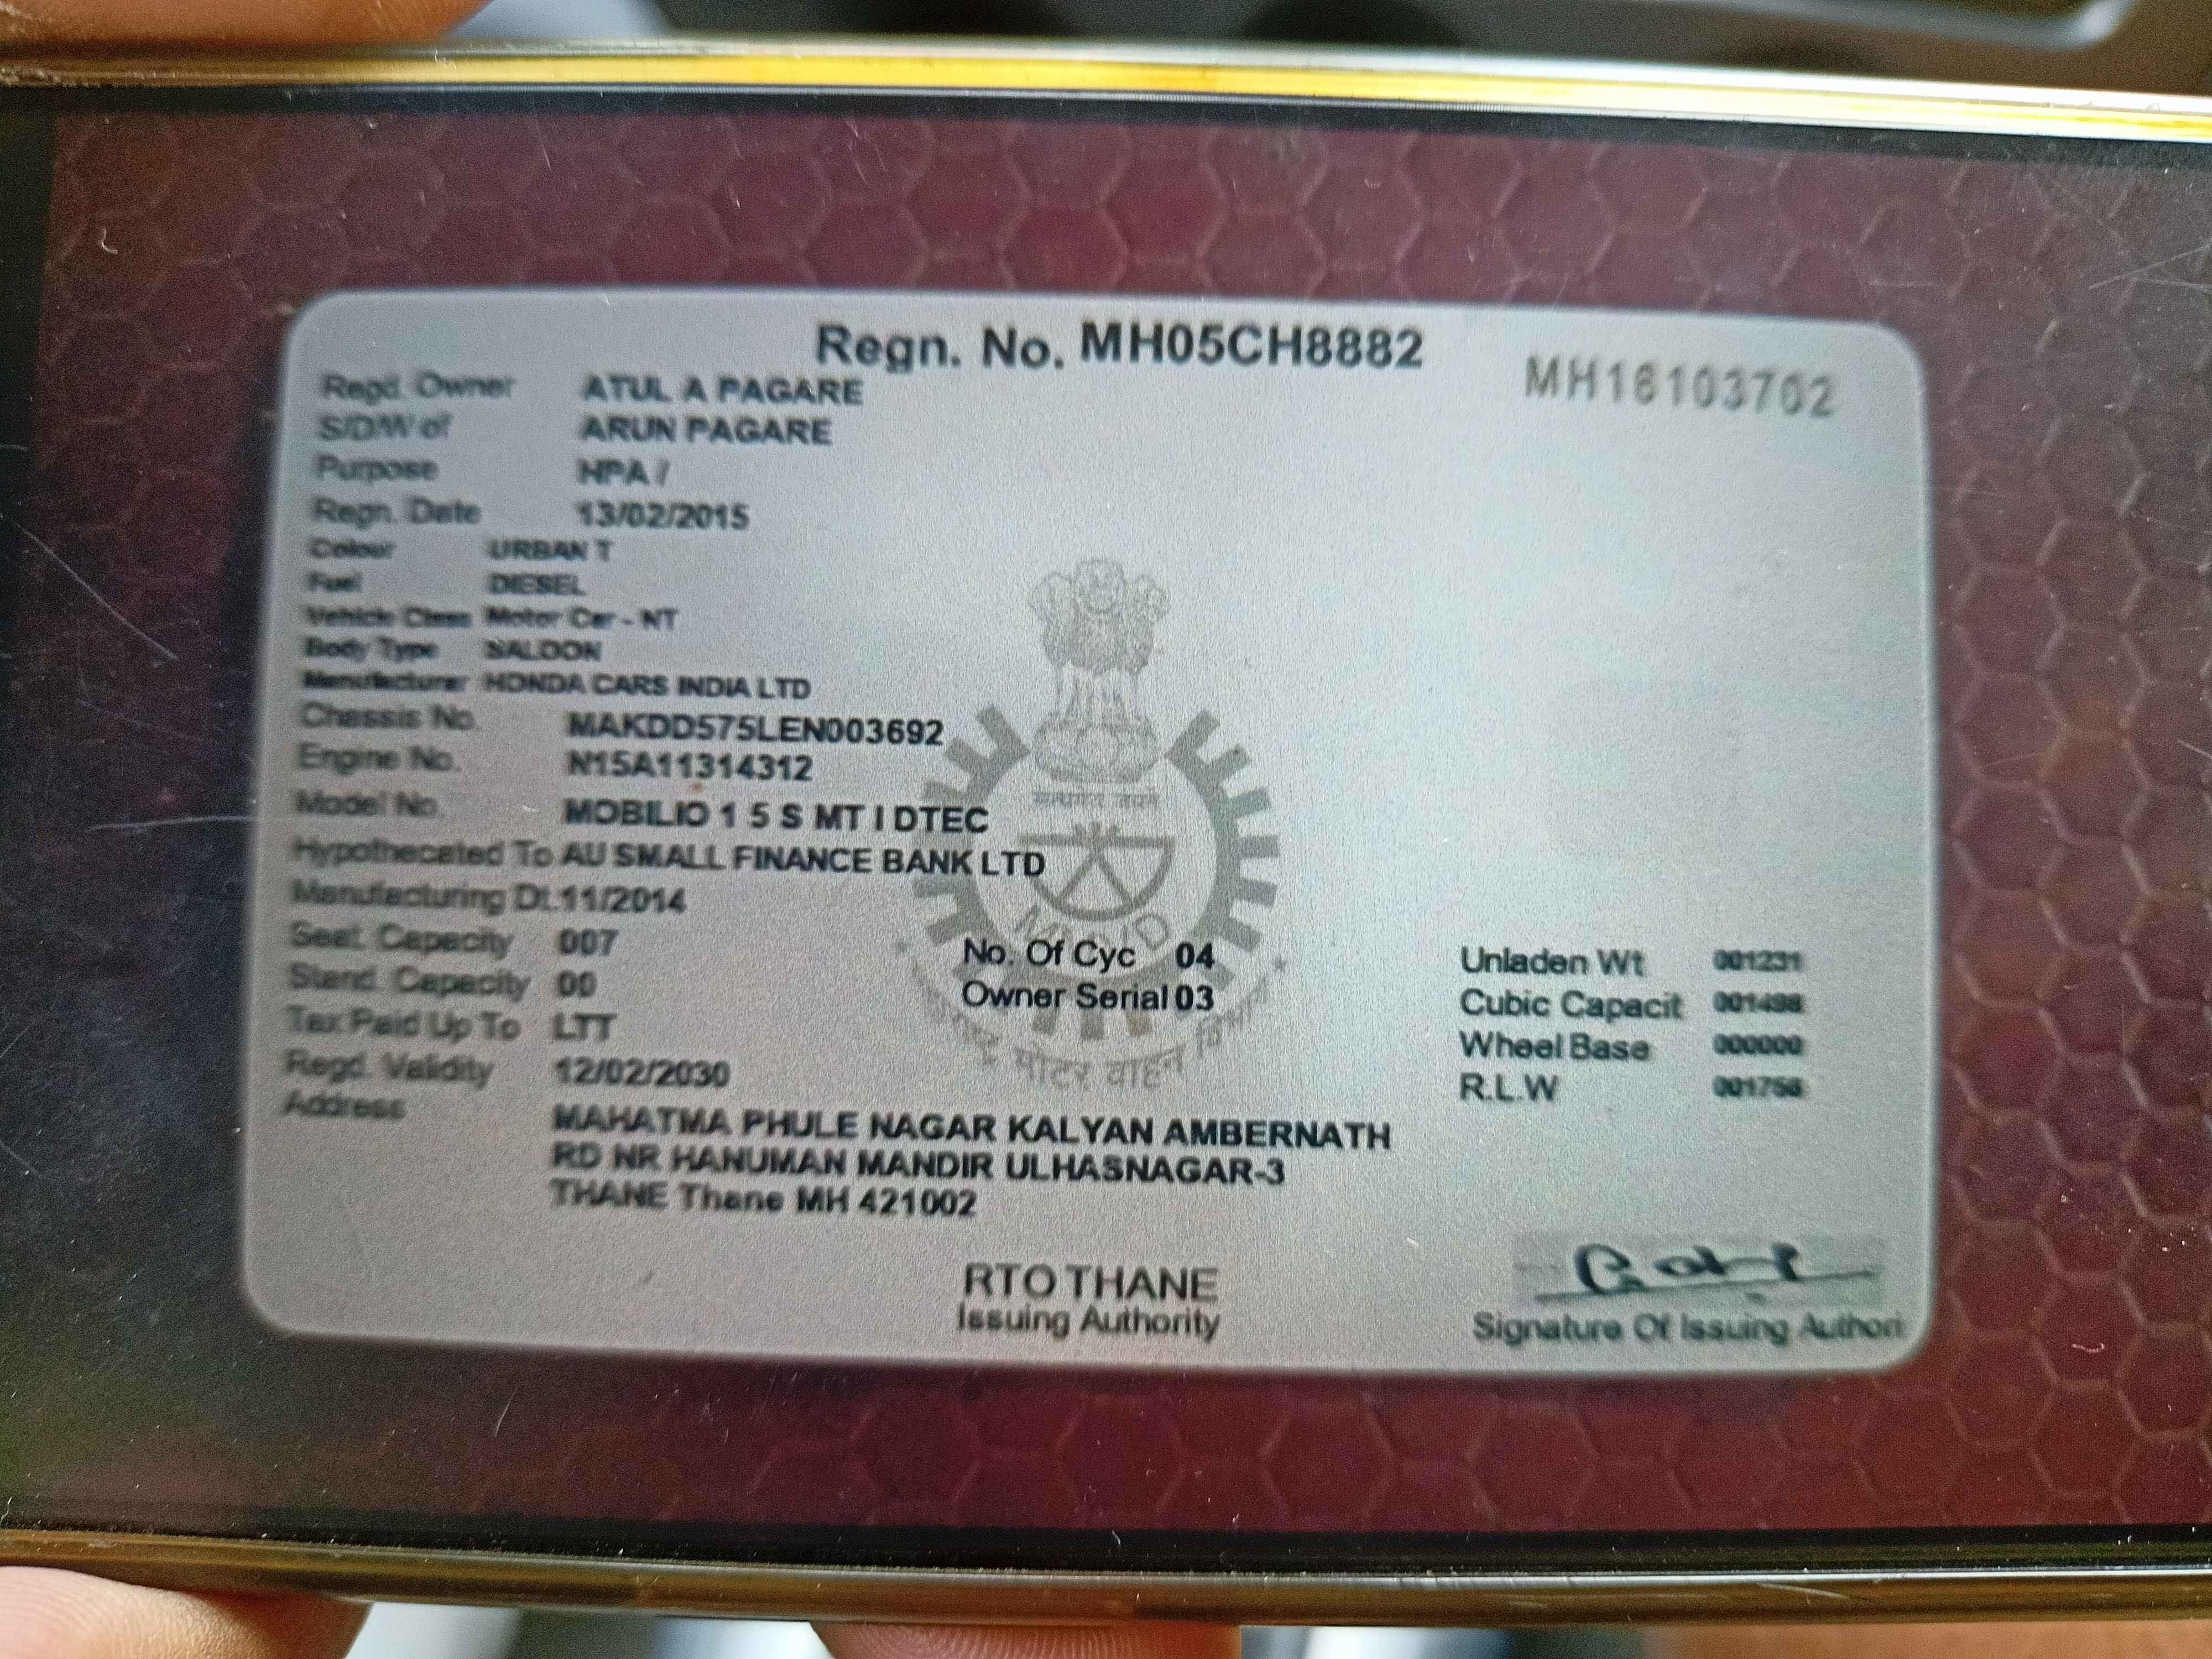 Regn. No. MH05CH8882
MH18103702
Regd. Owner ATUL A PAGARE
S/D/W of ARUN PAGARE
Purpose HPA /
Regn. Date 13/02/2015
Colour URBAN T
Fuel DIESEL
Vehicle Class Motor Car - NT
Body Type SALOON
Manufacturer HONDA CARS INDIA LTD
Chassis No. MAKDD575LEN003692
Engine No. N15A11314312
Model No. MOBILIO 1 5 S MT I DTEC
Hypothecated To AU SMALL FINANCE BANK LTD
Manufacturing Dt. 11/2014
Seat. Capacity 007
Stand. Capacity 00
Tax Paid Up To LTT
Regd. Validity 12/02/2030
No. Of Cyc 04
Owner Serial 03
Unladen Wt 001231
Cubic Capacit 001498
Wheel Base 000000
R.L.W 001758
Address MAHATMA PHULE NAGAR KALYAN AMBERNATH
RD NR HANUMAN MANDIR ULHASNAGAR-3
THANE Thane MH 421002
सत्यमेव जयते
मोटर वाहन
RTO THANE
Issuing Authority
Signature Of Issuing Authori